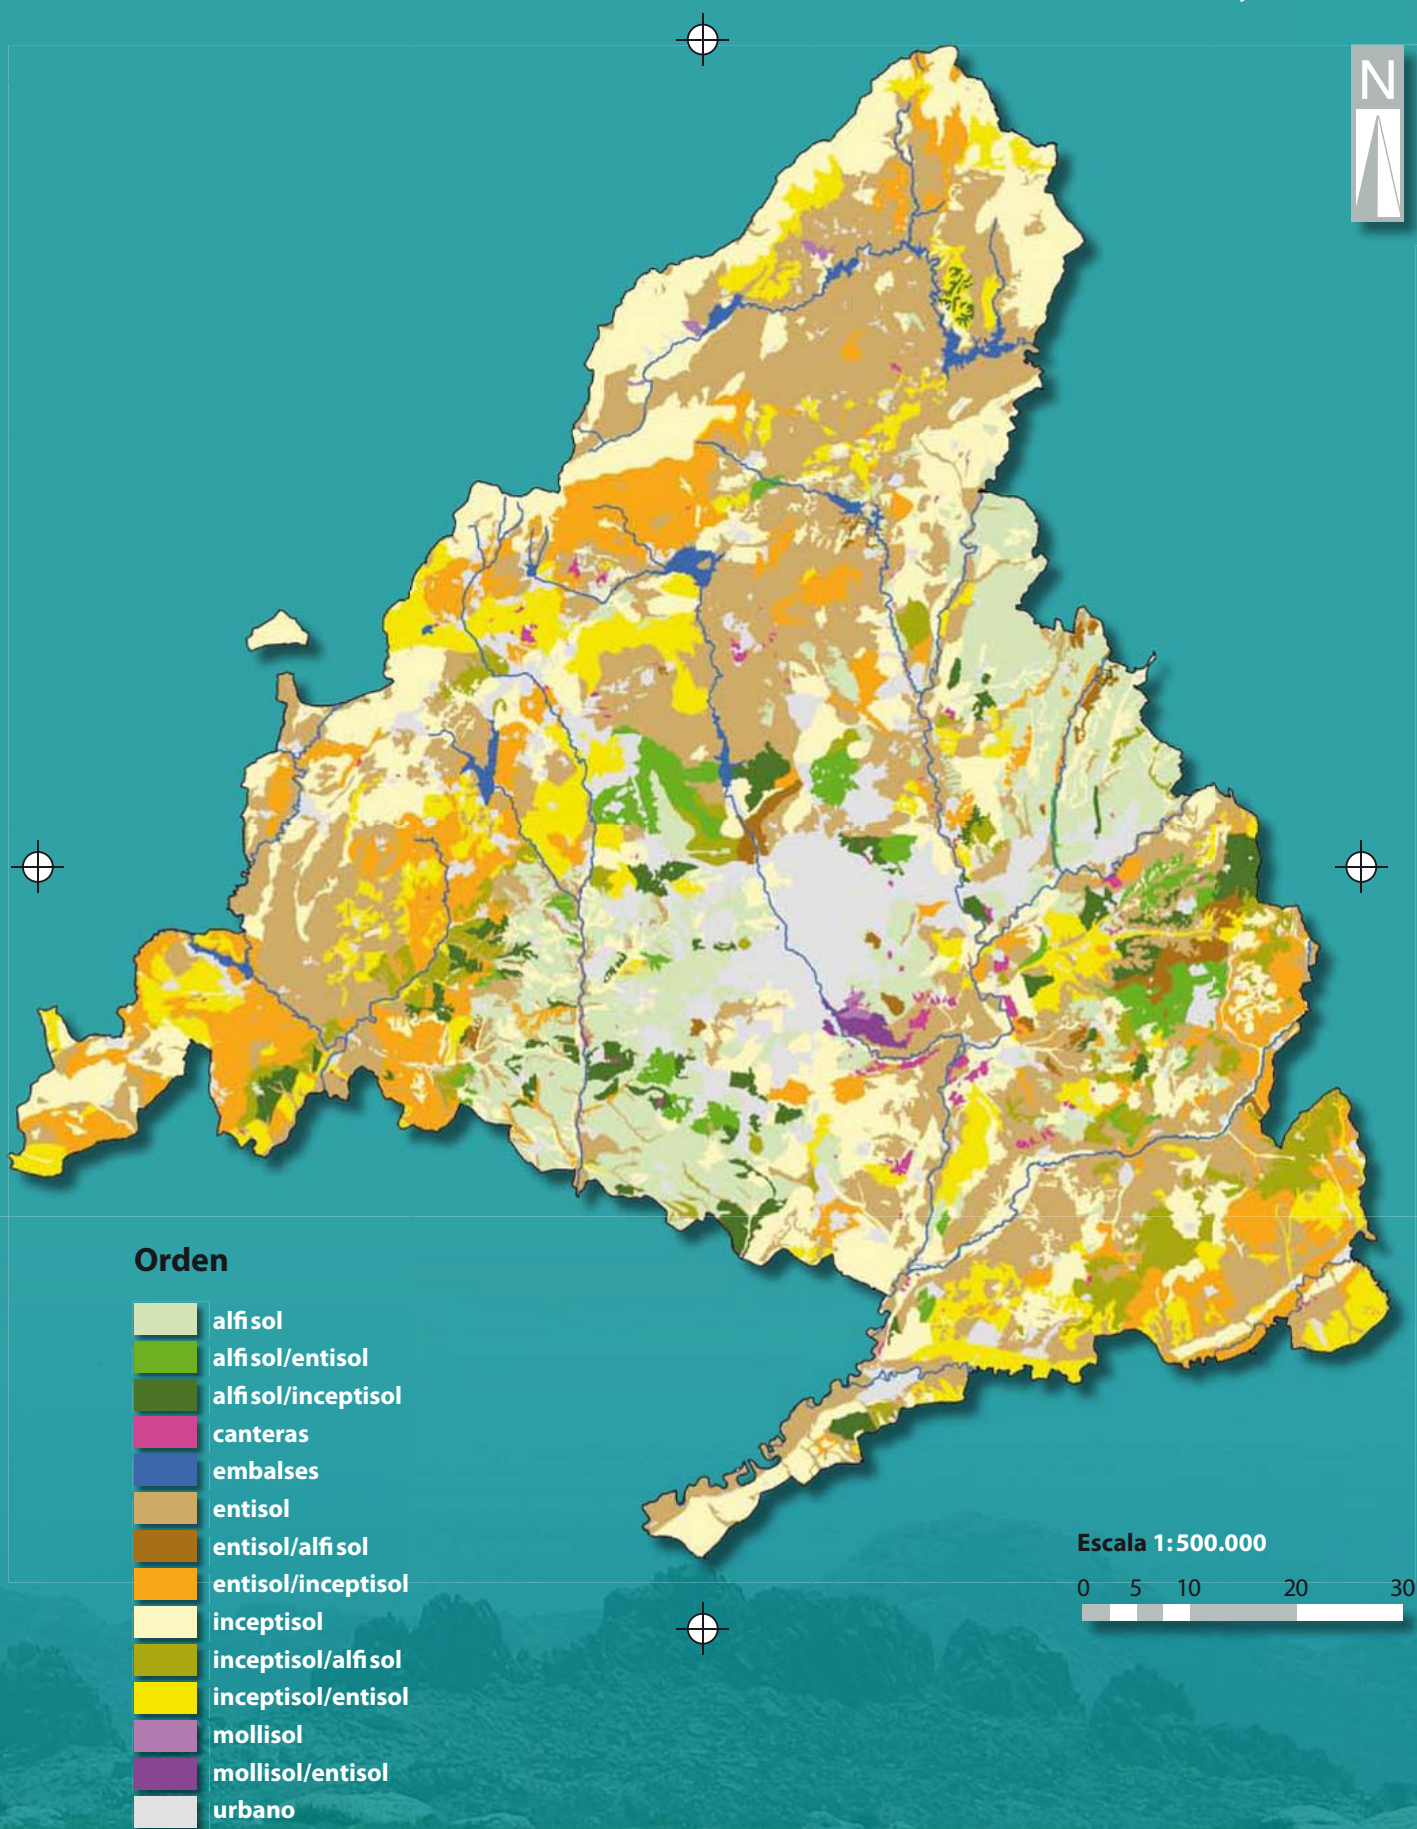 N
Orden
alfisol
alfisol/entisol
alfisol/inceptisol
canteras
embalses
entisol
entisol/alfisol
entisol/inceptisol
inceptisol
inceptisol/alfisol
inceptisol/entisol
mollisol
mollisol/entisol
urbano
Escala 1:500.000
0 5 10 20 30